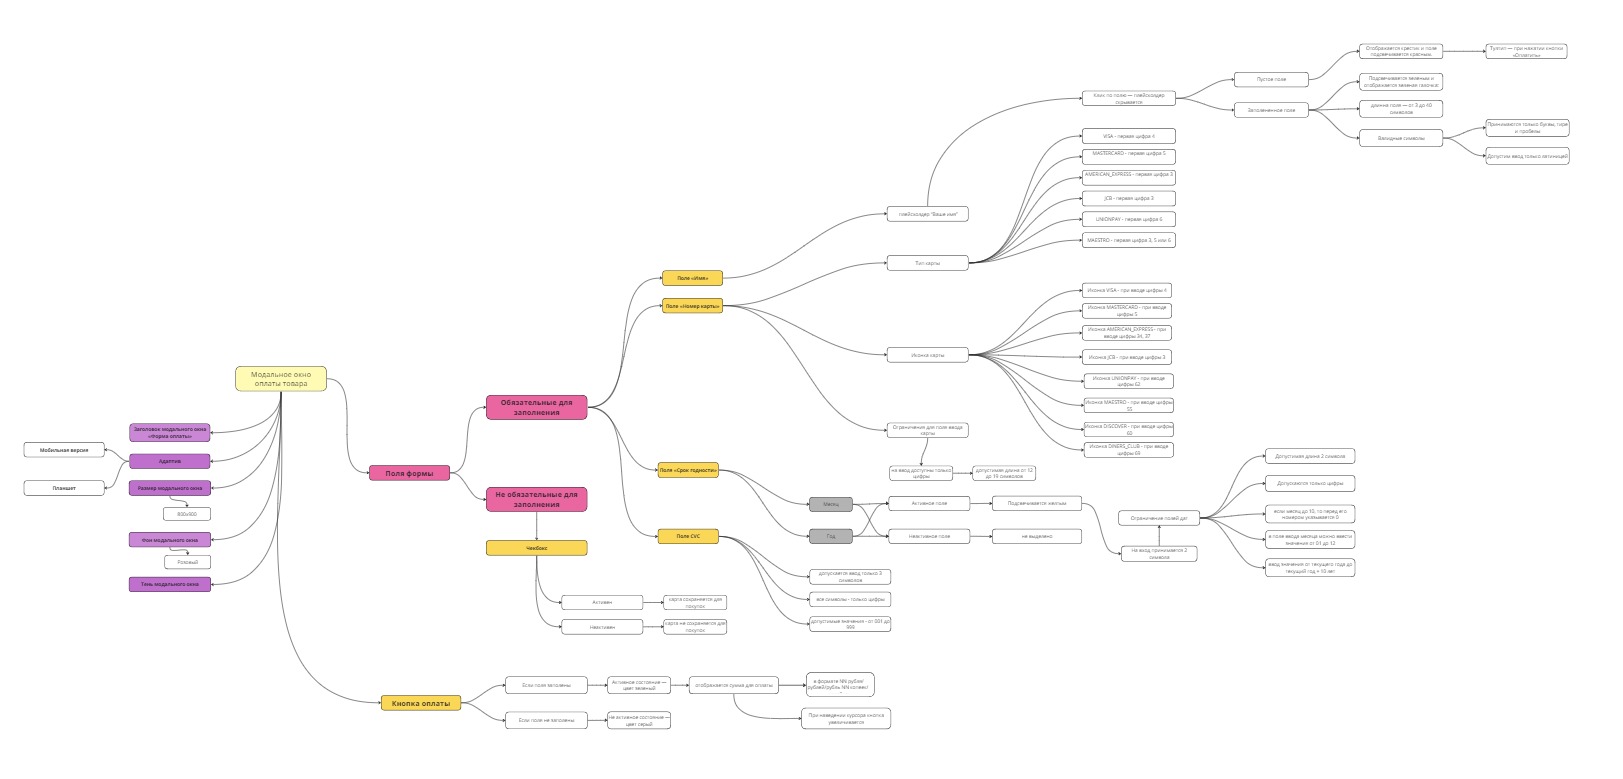 Модальное окно
оплаты товара
Заголовок модального окна
«Форма оплаты»
Адаптив
Мобильная версия
Планшет
Размер модального окна
800x900
Фон модального окна
Розовый
Тень модального окна
Поля формы
Обязательные для
заполнения
Поле «Имя»
плейсхолдер "Ваше имя"
Клик по полю — плейсхолдер
скрывается
Пустое поле
Отображается крестик и поле
подсвечивается красным.
Тултип — при нажатии кнопки
«Оплатить»
Заполненное поле
Подсвечивается зеленым и
отображается зеленая галочка
длинна поля — от 3 до 40
символов
Валидные символы
Принимаются только буквы, тире
и пробелы
Допустим ввод только латиницей
Поле «Номер карты»
Тип карты
VISA - первая цифра 4
MASTERCARD - первая цифра 5
AMERICAN_EXPRESS - первая цифра 3
JCB - первая цифра 3
UNIONPAY - первая цифра 6
MAESTRO - первая цифра 3, 5 или 6
Иконка карты
Иконка VISA - при вводе цифры 4
Иконка MASTERCARD - при вводе
цифры 5
Иконка AMERICAN_EXPRESS - при
вводе цифры 34, 37
Иконка JCB - при вводе цифры 3
Иконка UNIONPAY - при вводе
цифры 62
Иконка MAESTRO - при вводе цифры
Иконка DISCOVER - при вводе цифры
60
Иконка DINERS_CLUB - при вводе
цифры
Ограничения для поля ввода
карты
на ввод доступны только
цифры
допустимая длина от 12
до 19 символов
Поле «Срок годности»
Месяц
Год
Активное поле
Подсвечивается желтым
Неактивное поле
не выделено
На вход принимается 2
символа
Ограничение полей дат
Допустимая длина 2 символа
Допускаются только цифры
если месяц до 10, то перед его
номером указывается 0
в поле ввода месяца можно ввести
значения от 01 до 12
ввод значения от текущего года до
текущий год + 10 лет
Поле CVC
допускается ввод только 3
символов
все символы - только цифры
допустимые значения - от 001 до
999
Не обязательные для
заполнения
Чекбокс
Активен
карта сохраняется для
покупок
Неактивен
карта не сохраняется для
покупок
Кнопка оплаты
Если поля заполены
Активное состояние —
цвет зеленый
отображается сумма для оплаты
в формате NN рубля/
рублей/рубль NN копеек/
При наведении курсора кнопка
увеличивается
Если поле не заполены
Не активное состояние —
цвет серый